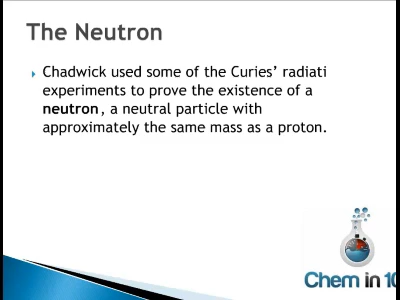 The Neutron
Chadwick used some of the Curies' radiati
experiments to prove the existence of a
neutron, a neutral particle with
approximately the same mass as a proton.
Chem in 10